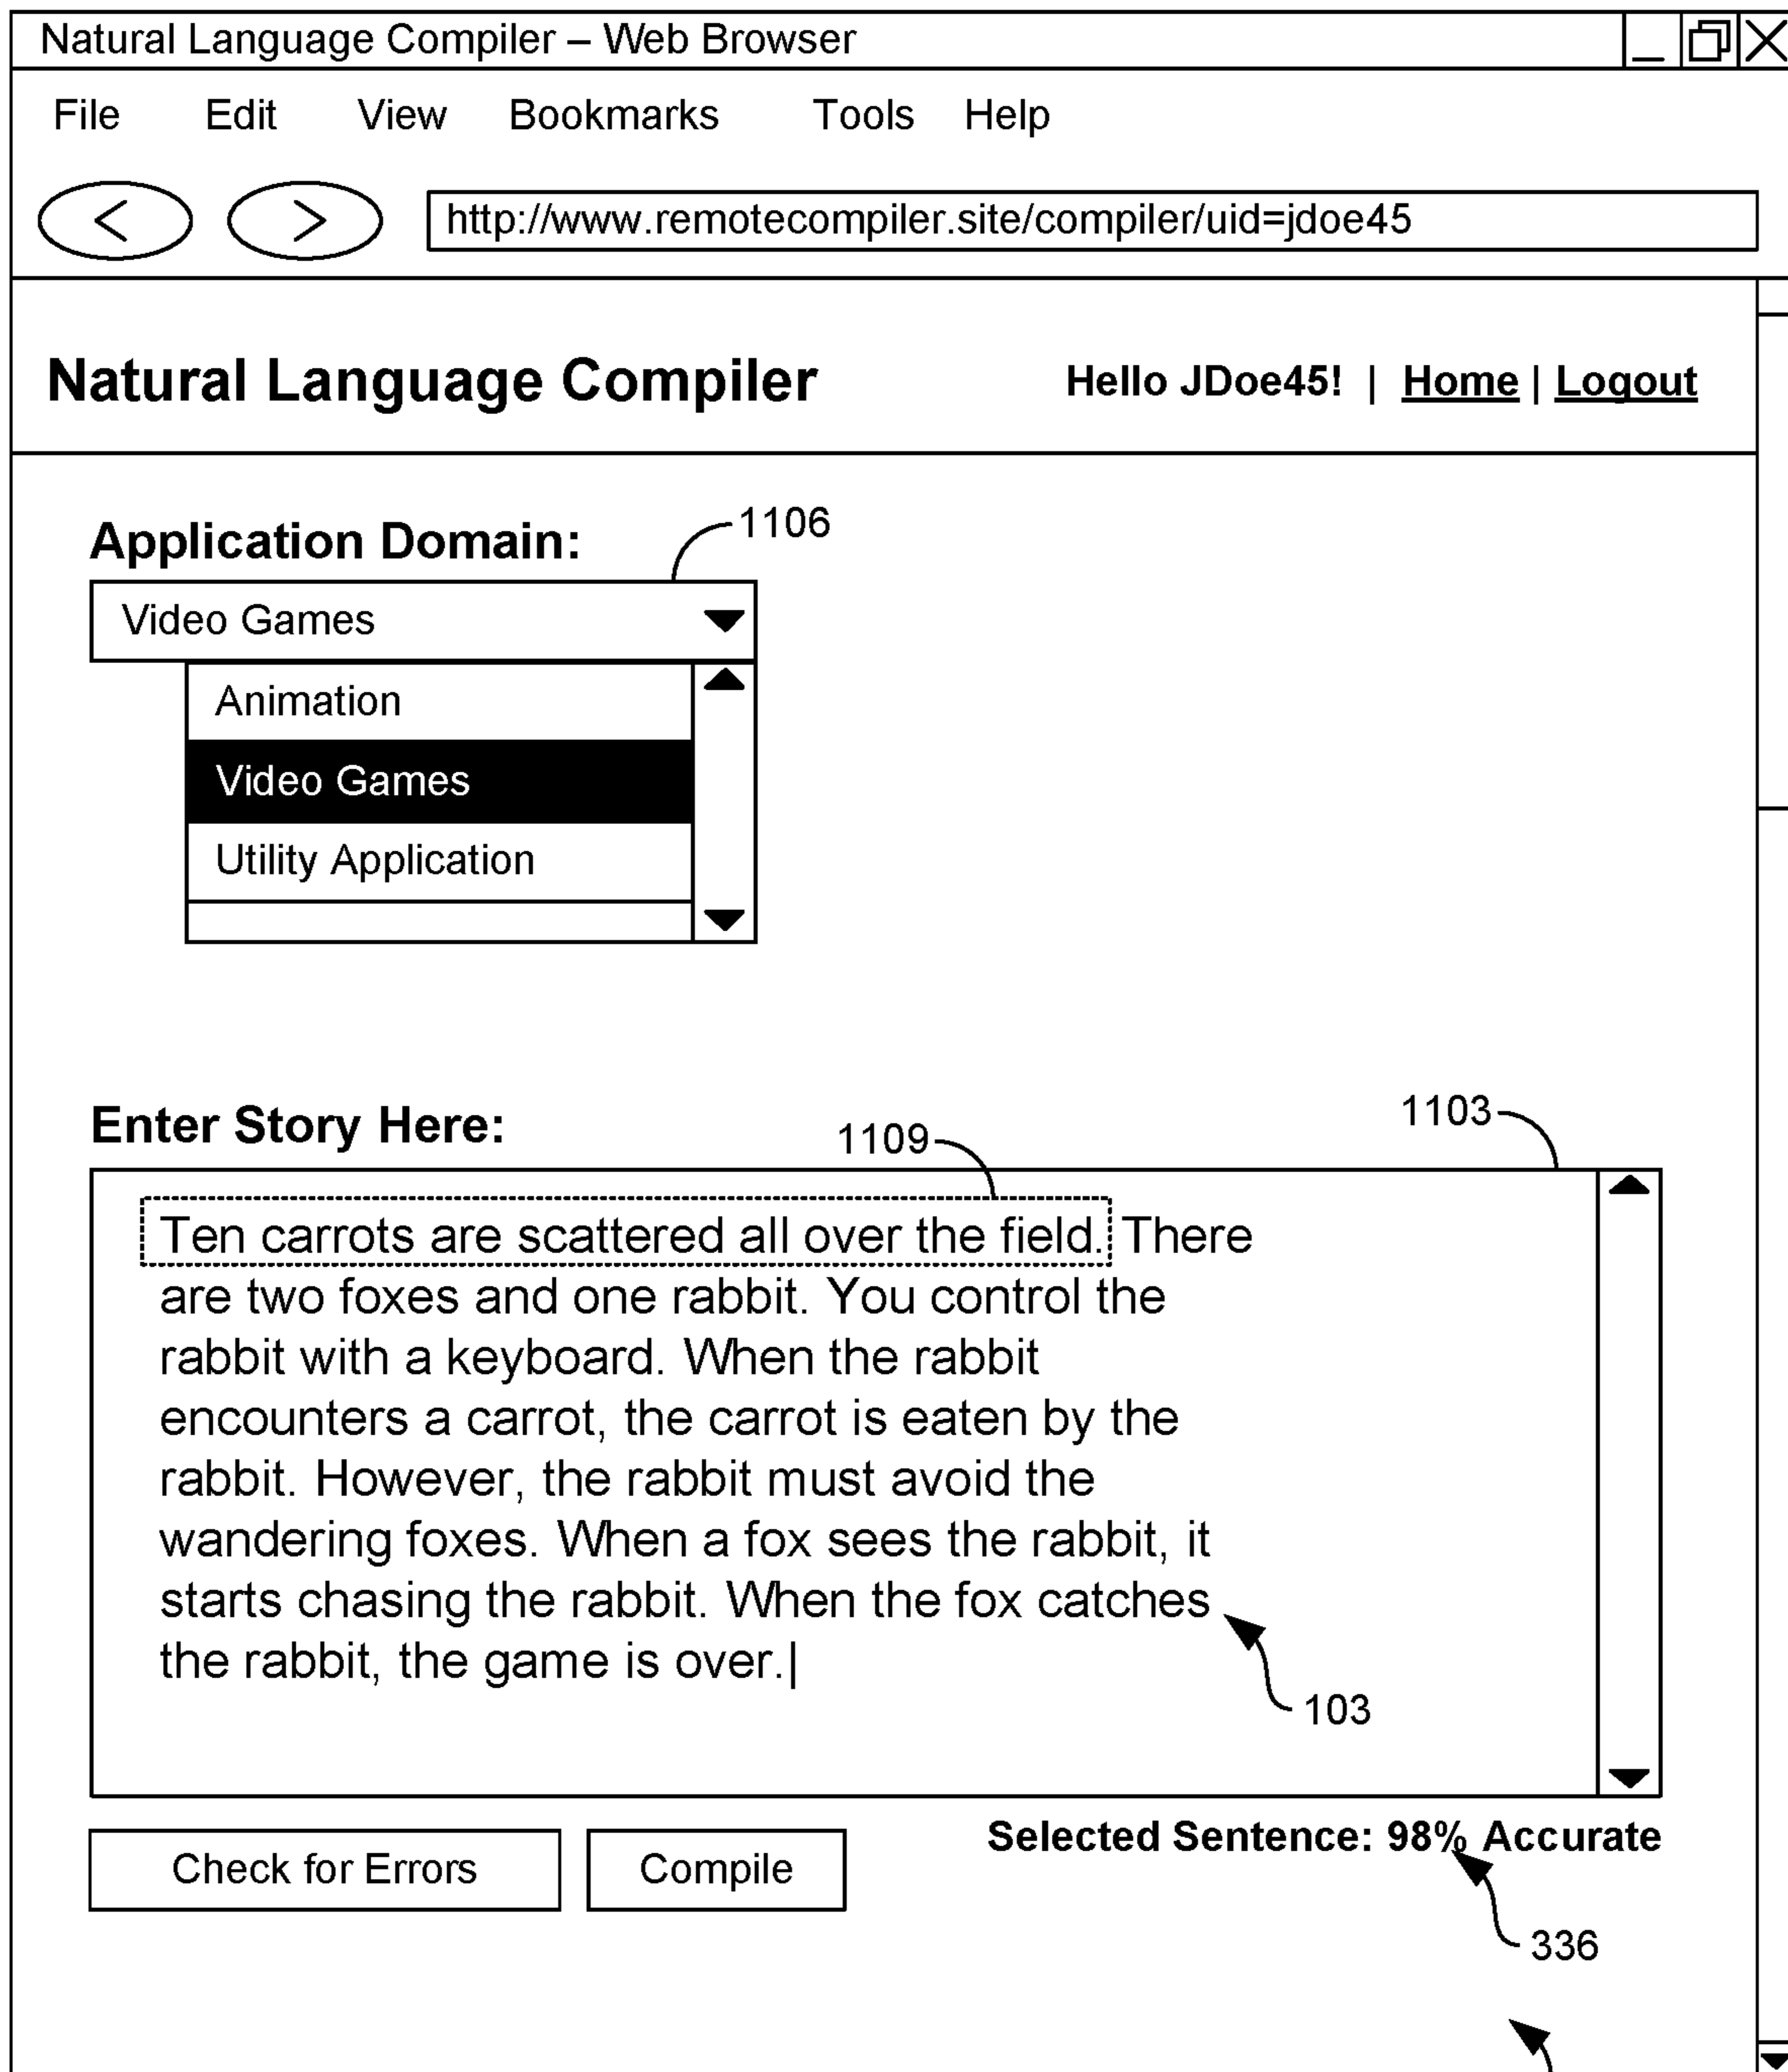 Natural Language Compiler – Web Browser
File Edit View Bookmarks Tools Help
< > http://www.remotecompiler.site/compiler/uid=jdoe45
Natural Language Compiler Hello JDoe45! | Home | Logout
Application Domain: 1106
Video Games
Animation
Video Games
Utility Application
Enter Story Here: 1109 1103
Ten carrots are scattered all over the field. There
are two foxes and one rabbit. You control the
rabbit with a keyboard. When the rabbit
encounters a carrot, the carrot is eaten by the
rabbit. However, the rabbit must avoid the
wandering foxes. When a fox sees the rabbit, it
starts chasing the rabbit. When the fox catches
the rabbit, the game is over.|
103
Check for Errors Compile Selected Sentence: 98% Accurate
336